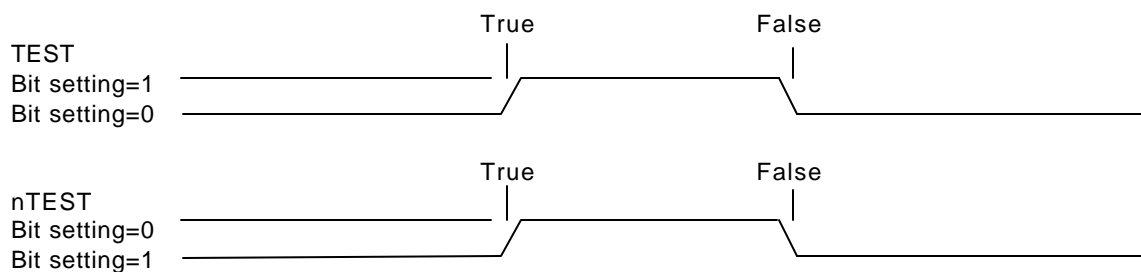 True False
TEST
Bit setting=1
Bit setting=0
True False
nTEST
Bit setting=0
Bit setting=1